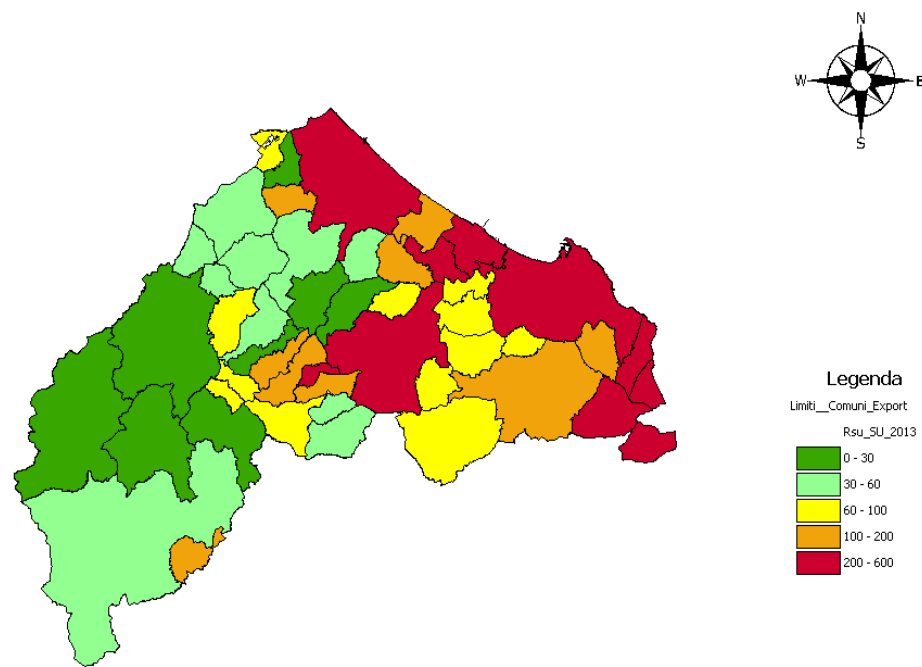 N
W E
S
Legenda
Limiti__Comuni_Export
Rsu_SU_2013
0 - 30
30 - 60
60 - 100
100 - 200
200 - 600